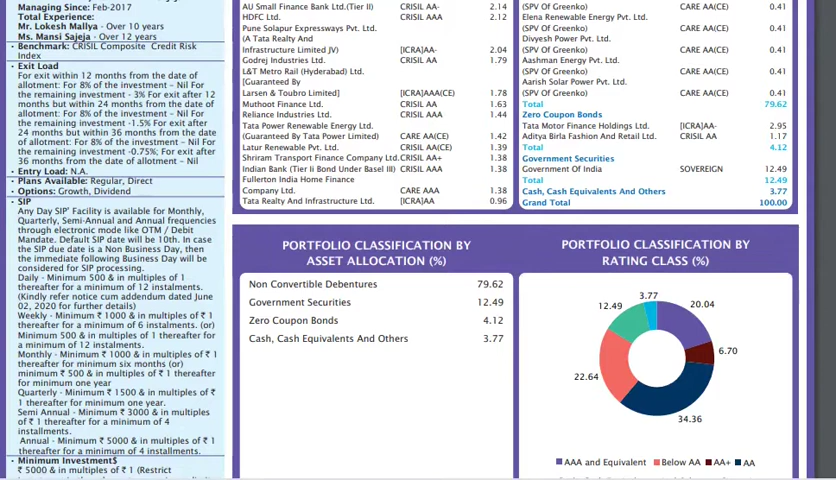 Managing Since: Feb-2017
Total Experience:
Mr. Lokesh Mallya - Over 10 years
Ms. Mansi Sajeja - Over 12 years
• Benchmark: CRISIL Composite Credit Risk
Index
• Exit Load
For exit within 12 months from the date of
allotment: For 8% of the investment – Nil For
the remaining investment - 3% For exit after 12
months but within 24 months from the date of
allotment: For 8% of the investment – Nil For
the remaining investment -1.5% For exit after
24 months but within 36 months from the date
of allotment: For 8% of the investment – Nil For
the remaining investment -0.75%; For exit after
36 months from the date of allotment – Nil
• Entry Load: N.A.
• Plans Available: Regular, Direct
• Options: Growth, Dividend
• SIP
Any Day SIP' Facility is available for Monthly,
Quarterly, Semi-Annual and Annual frequencies
through electronic mode like OTM / Debit
Mandate. Default SIP date will be 10th. In case
the SIP due date is a Non Business Day, then
the immediate following Business Day will be
considered for SIP processing.
Daily - Minimum 500 & in multiples of 1
thereafter for a minimum of 12 instalments.
(Kindly refer notice cum addendum dated June
02, 2020 for further details)
Weekly - Minimum ₹ 1000 & in multiples of ₹ 1
thereafter for a minimum of 6 instalments. (or)
Minimum 500 & in multiples of 1 thereafter for
a minimum of 12 instalments.
Monthly - Minimum ₹ 1000 & in multiples of ₹ 1
thereafter for minimum six months (or)
minimum ₹ 500 & in multiples of ₹ 1 thereafter
for minimum one year
Quarterly - Minimum ₹ 1500 & in multiples of ₹
1 thereafter for minimum one year.
Semi Annual - Minimum ₹ 3000 & in multiples
of ₹ 1 thereafter for a minimum of 4
installments.
Annual - Minimum ₹ 5000 & in multiples of ₹ 1
thereafter for a minimum of 4 installments.
• Minimum Investment$
₹ 5000 & in multiples of ₹ 1 (Restrict
AU Small Finance Bank Ltd.(Tier II) CRISIL AA- 2.14
HDFC Ltd. CRISIL AAA 2.12
Pune Solapur Expressways Pvt. Ltd.
(A Tata Realty And
Infrastructure Limited JV) [ICRA]AA- 2.04
Godrej Industries Ltd. CRISIL AA 1.79
L&T Metro Rail (Hyderabad) Ltd.
[Guaranteed By
Larsen & Toubro Limited] [ICRA]AAA(CE) 1.78
Muthoot Finance Ltd. CRISIL AA 1.63
Reliance Industries Ltd. CRISIL AAA 1.44
Tata Power Renewable Energy Ltd.
(Guaranteed By Tata Power Limited) CARE AA(CE) 1.42
Latur Renewable Pvt. Ltd. CRISIL AA(CE) 1.39
Shriram Transport Finance Company Ltd. CRISIL AA+ 1.38
Indian Bank (Tier Ii Bond Under Basel III) CRISIL AAA 1.38
Fullerton India Home Finance
Company Ltd. CARE AAA 1.38
Tata Realty And Infrastructure Ltd. [ICRA]AA 0.96
(SPV Of Greenko) CARE AA(CE) 0.41
Elena Renewable Energy Pvt. Ltd.
(SPV Of Greenko) CARE AA(CE) 0.41
Divyesh Power Pvt. Ltd.
(SPV Of Greenko) CARE AA(CE) 0.41
Aashman Energy Pvt. Ltd.
(SPV Of Greenko) CARE AA(CE) 0.41
Aarish Solar Power Pvt. Ltd.
(SPV Of Greenko) CARE AA(CE) 0.41
Total 79.62
Zero Coupon Bonds
Tata Motor Finance Holdings Ltd. [ICRA]AA- 2.95
Aditya Birla Fashion And Retail Ltd. CRISIL AA 1.17
Total 4.12
Government Securities
Government Of India SOVEREIGN 12.49
Total 12.49
Cash, Cash Equivalents And Others 3.77
Grand Total 100.00
PORTFOLIO CLASSIFICATION BY
ASSET ALLOCATION (%)
Non Convertible Debentures 79.62
Government Securities 12.49
Zero Coupon Bonds 4.12
Cash, Cash Equivalents And Others 3.77
PORTFOLIO CLASSIFICATION BY
RATING CLASS (%)
3.77
12.49
20.04
6.70
22.64
34.36
AAA and Equivalent Below AA AA+ AA